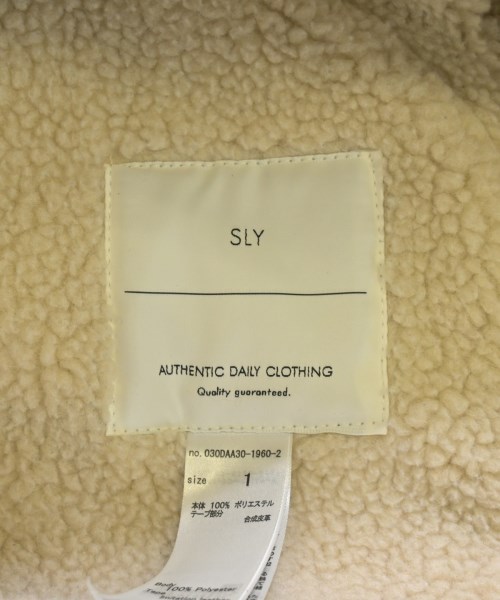 SLY
AUTHENTIC DAILY CLOTHING
Quality guaranteed.
no. 030DAA30-1960-2
size 1
本体 100% ポリエステル
テープ部分 合成皮革
Body
100% Polyester